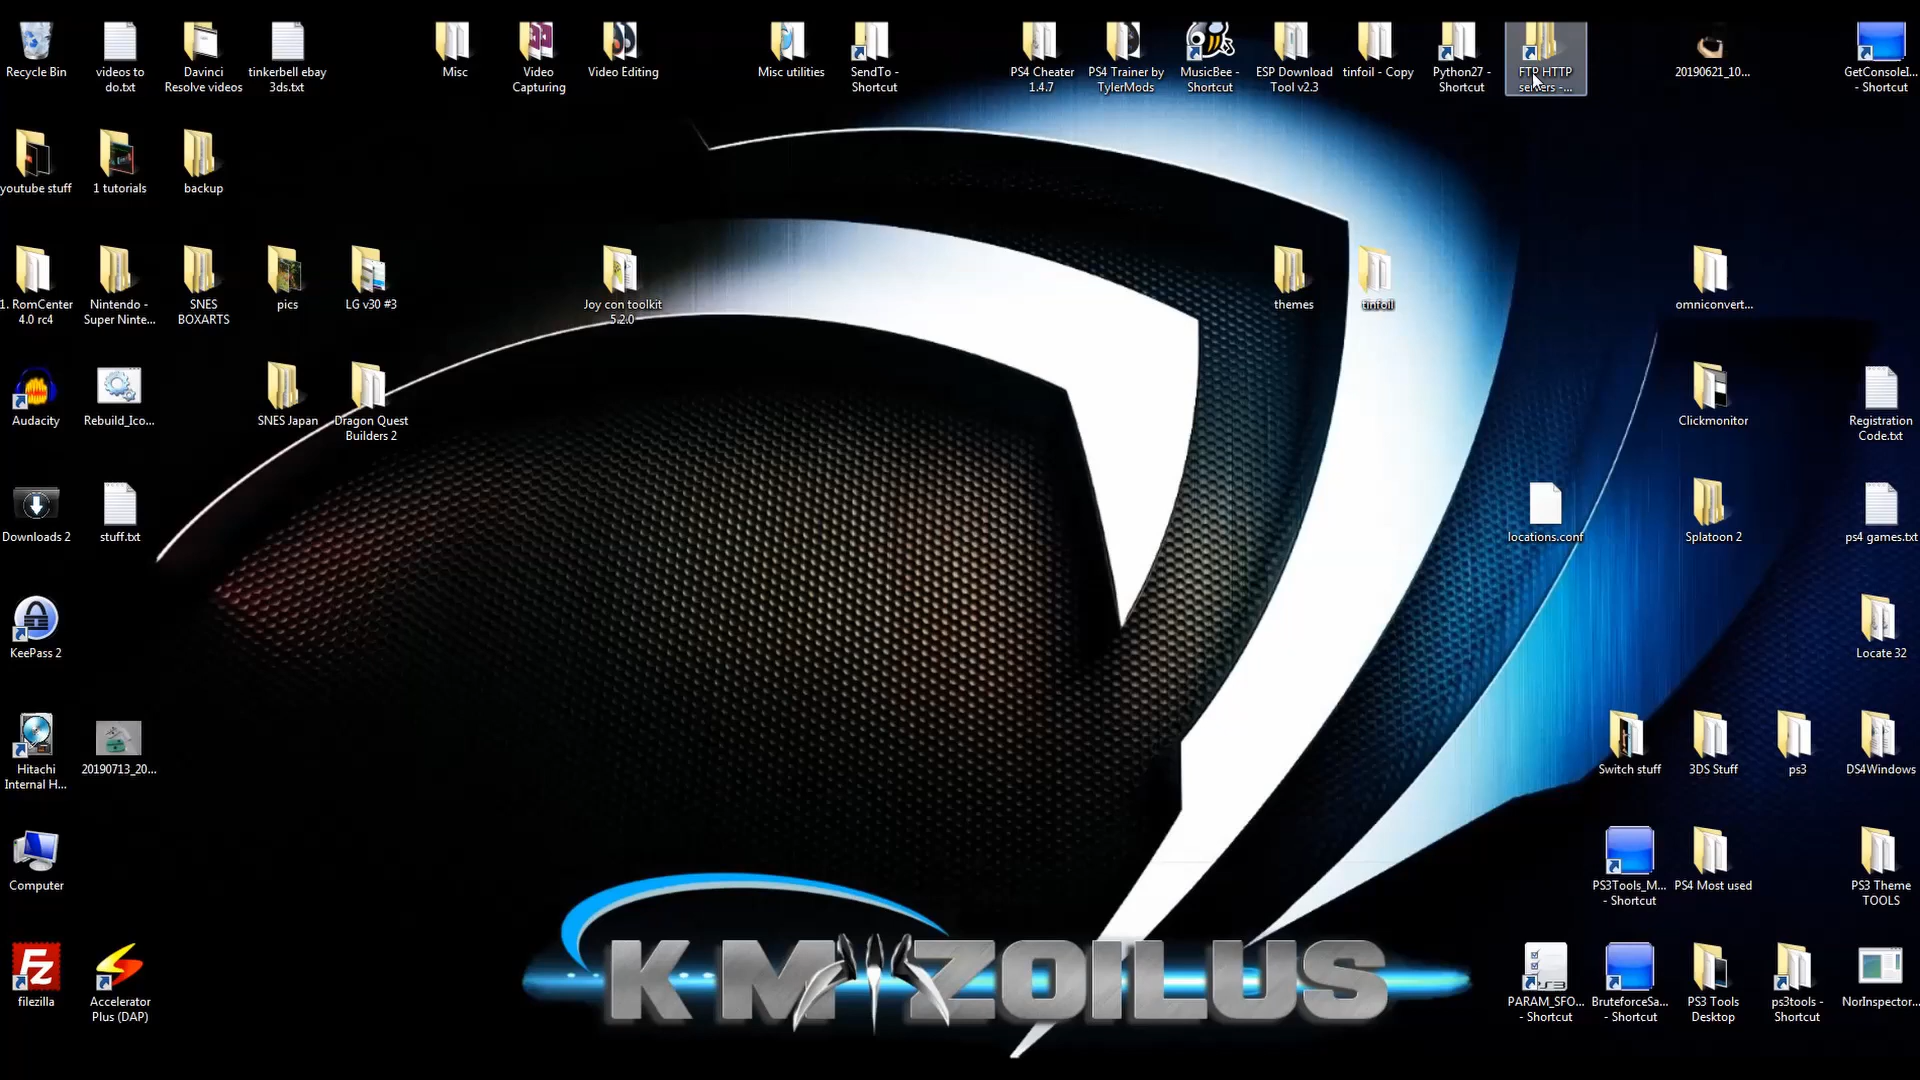 Recycle Bin
videos to
do.txt
Davinci
Resolve videos
tinkerbell ebay
3ds.txt
Misc
Video
Capturing
Video Editing
Misc utilities
SendTo -
Shortcut
PS4 Cheater
1.4.7
PS4 Trainer by
TylerMods
MusicBee -
Shortcut
ESP Download
Tool v2.3
tinfoil - Copy
Python27 -
Shortcut
FTP HTTP
servers -...
20190621_10...
GetConsoleI...
- Shortcut
youtube stuff
1 tutorials
backup
1. RomCenter
4.0 rc4
Nintendo -
Super Ninte...
SNES
BOXARTS
pics
LG v30 #3
Joy con toolkit
5.2.0
themes
tinfoil
omniconvert...
Audacity
Rebuild_Ico...
SNES Japan
Dragon Quest
Builders 2
Clickmonitor
Registration
Code.txt
Downloads 2
stuff.txt
locations.conf
Splatoon 2
ps4 games.txt
KeePass 2
Locate 32
Hitachi
Internal H...
20190713_20...
Switch stuff
3DS Stuff
ps3
DS4Windows
Computer
PS3Tools_M...
- Shortcut
PS4 Most used
PS3 Theme
TOOLS
Fz
filezilla
Accelerator
Plus (DAP)
KM ZOILUS
PS3
PARAM_SFO...
- Shortcut
BruteforceSa...
- Shortcut
PS3 Tools
Desktop
ps3tools -
Shortcut
NorInspector...